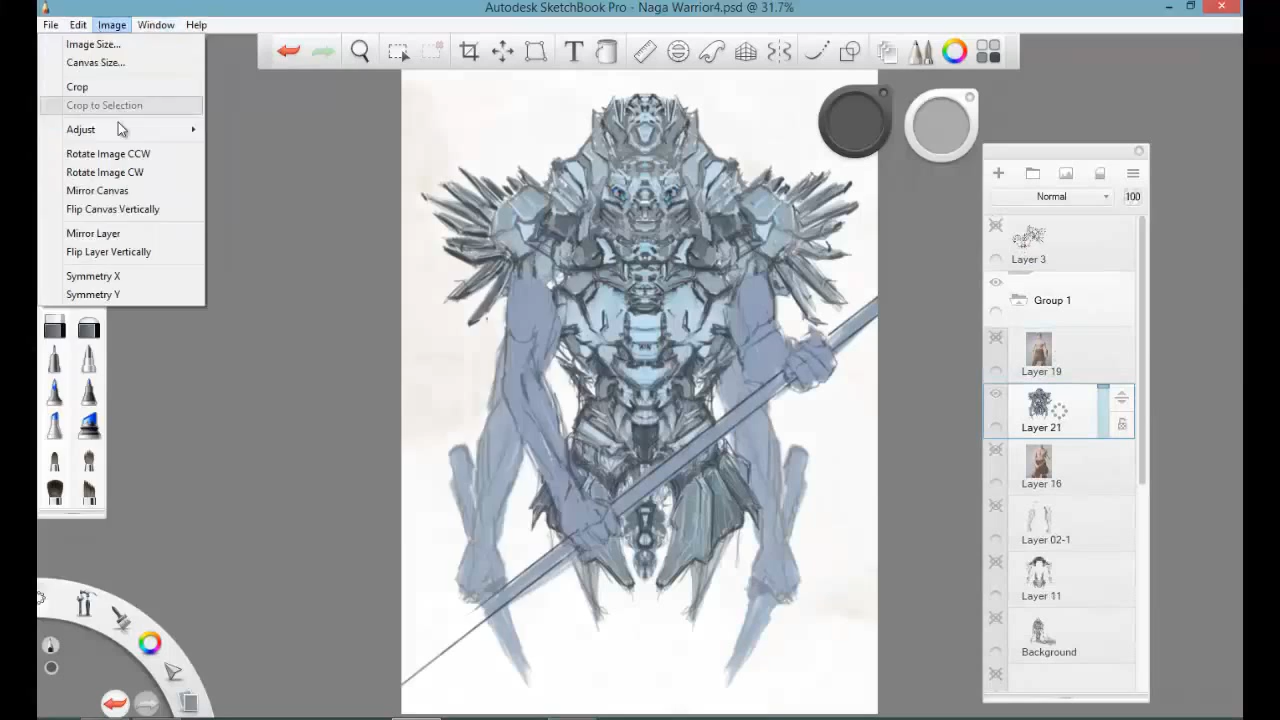 Autodesk SketchBook Pro - Naga Warrior4.psd @ 31.7%
File Edit Image Window Help
Image Size...
Canvas Size...
Crop
Crop to Selection
Adjust
Rotate Image CCW
Rotate Image CW
Mirror Canvas
Flip Canvas Vertically
Mirror Layer
Flip Layer Vertically
Symmetry X
Symmetry Y
Normal 100
Layer 3
Group 1
Layer 19
Layer 21
Layer 16
Layer 02-1
Layer 11
Background